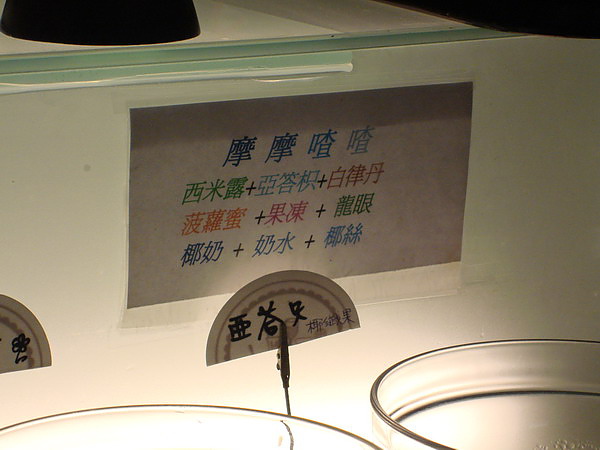 摩摩喳喳
西米露+亞答枳+白律丹
菠蘿蜜 +果凍 + 龍眼
椰奶 + 奶水 + 椰絲
亞荅只